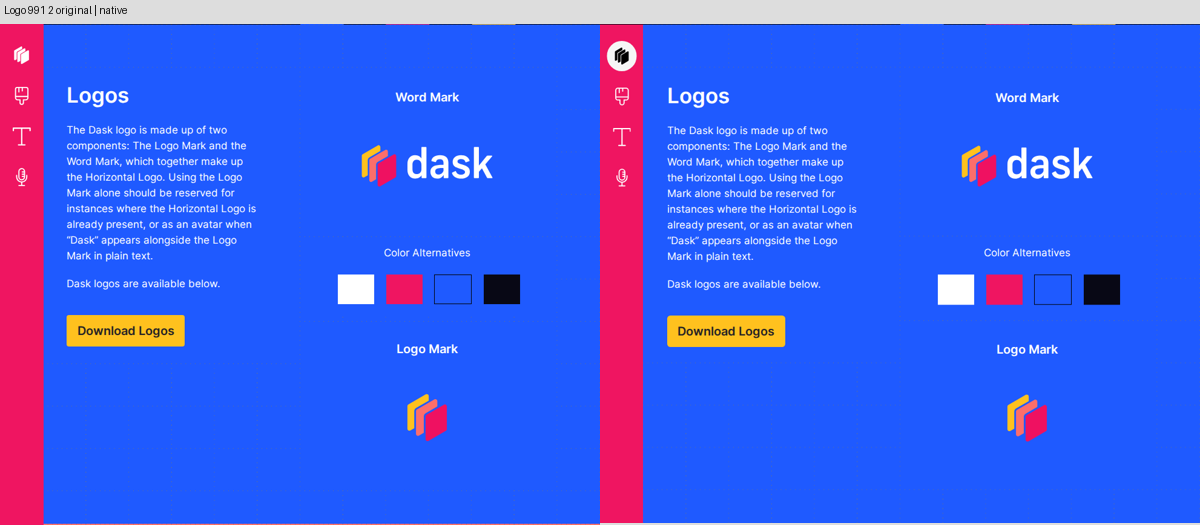 Logo 991 2 original | native
Logos
The Dask logo is made up of two
components: The Logo Mark and the
Word Mark, which together make up
the Horizontal Logo. Using the Logo
Mark alone should be reserved for
instances where the Horizontal Logo is
already present, or as an avatar when
“Dask” appears alongside the Logo
Mark in plain text.
Dask logos are available below.
Download Logos
Word Mark
dask
Color Alternatives
Logo Mark
Logos
The Dask logo is made up of two
components: The Logo Mark and the
Word Mark, which together make up
the Horizontal Logo. Using the Logo
Mark alone should be reserved for
instances where the Horizontal Logo is
already present, or as an avatar when
“Dask” appears alongside the Logo
Mark in plain text.
Dask logos are available below.
Download Logos
Word Mark
dask
Color Alternatives
Logo Mark